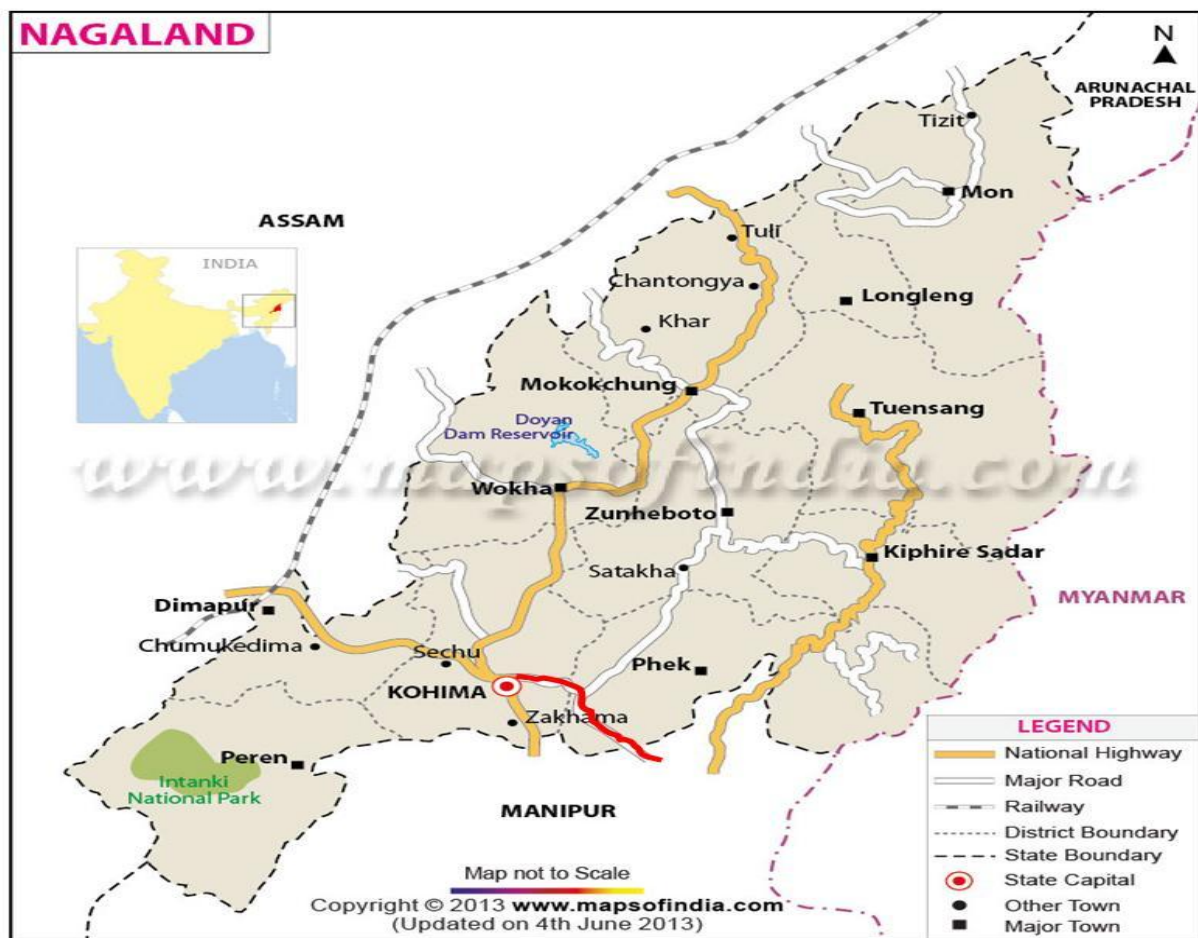 NAGALAND
N
ARUNACHAL
PRADESH
Tizit
Mon
ASSAM
Tuli
INDIA
Chantongya
Longleng
Khar
Mokokchung
Tuensang
Doyan
Dam Reservoir
www.mapsofindia.com
Wokha
Zunheboto
Kiphire Sadar
Satakha
MYANMAR
Dimapur
Chumukedima
Sechu
Phek
KOHIMA
Zakhama
Peren
Intanki
National Park
MANIPUR
LEGEND
National Highway
Major Road
Railway
District Boundary
State Boundary
State Capital
Other Town
Major Town
Map not to Scale
Copyright © 2013 www.mapsofindia.com
(Updated on 4th June 2013)